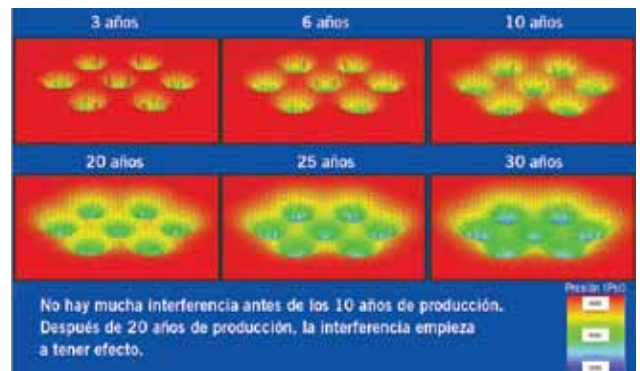 3 años
6 años
10 años
20 años
25 años
30 años
No hay mucha interferencia antes de los 10 años de producción.
Después de 20 años de producción, la interferencia empieza
a tener efecto.
Presión (Psi)